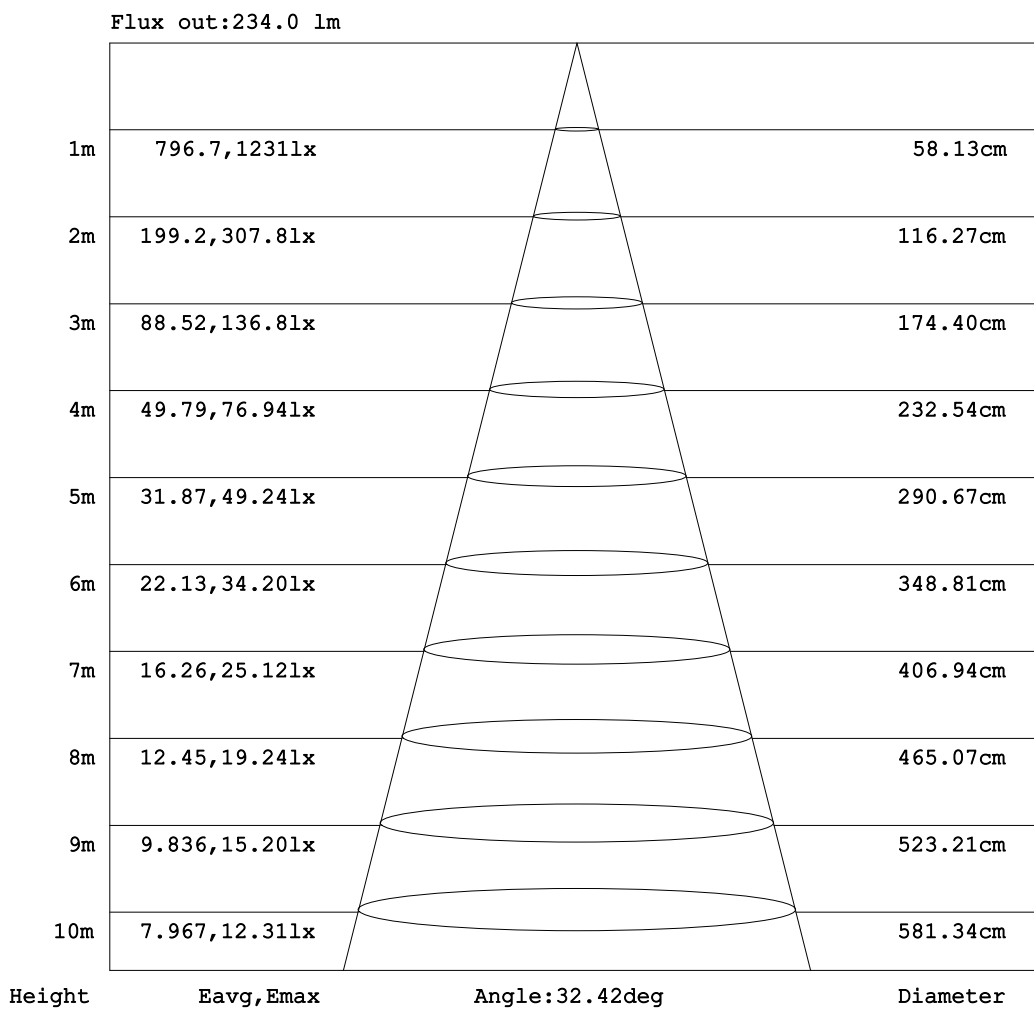 Flux out:234.0 lm
1m 796.7,1231lx 58.13cm
2m 199.2,307.8lx 116.27cm
3m 88.52,136.8lx 174.40cm
4m 49.79,76.94lx 232.54cm
5m 31.87,49.24lx 290.67cm
6m 22.13,34.20lx 348.81cm
7m 16.26,25.12lx 406.94cm
8m 12.45,19.24lx 465.07cm
9m 9.836,15.20lx 523.21cm
10m 7.967,12.31lx 581.34cm
Height Eavg,Emax Angle:32.42deg Diameter